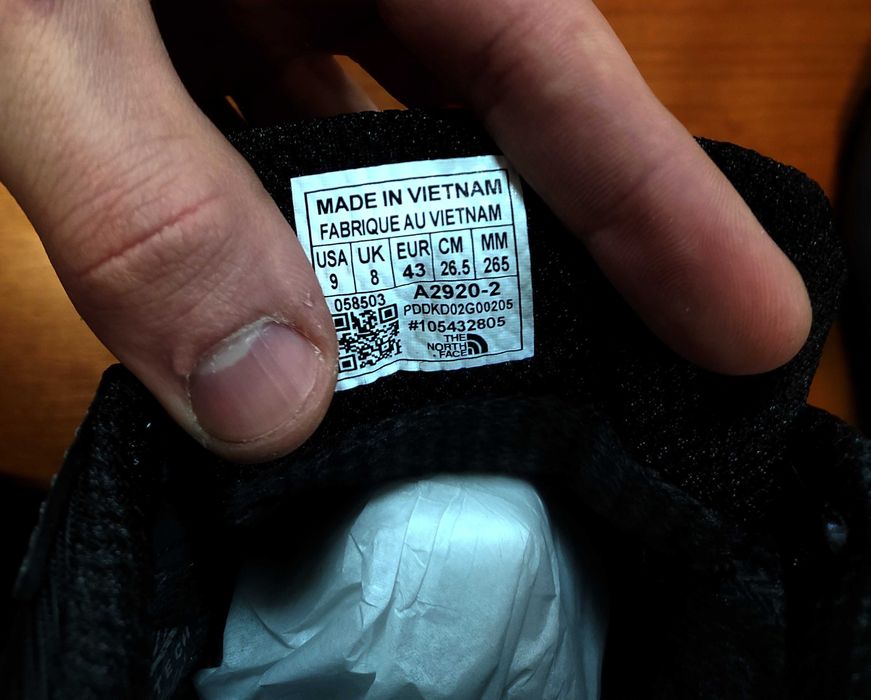 MADE IN VIETNAM
FABRIQUE AU VIETNAM
USA UK EUR CM MM
9 8 43 26.5 265
058503
A2920-2
PDDKD02G00205
#105432805
THE
NORTH
FACE
TECH